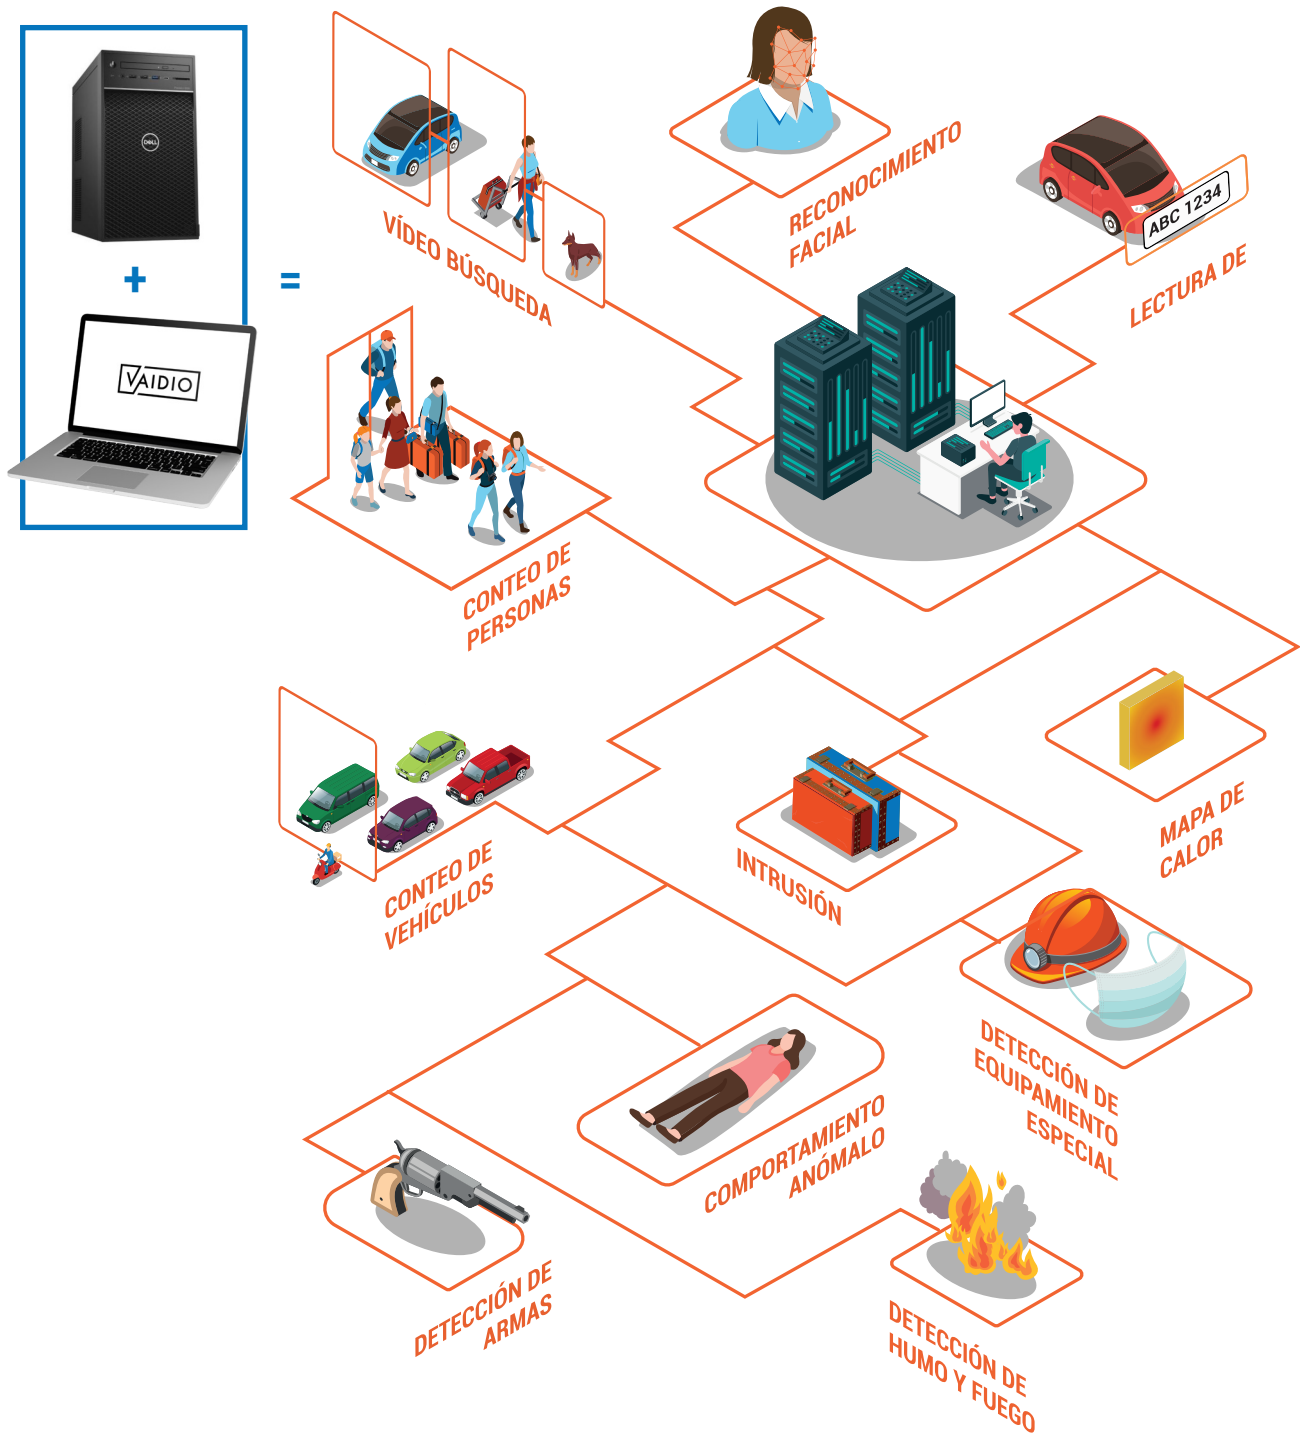 DELL
+
=
VAIDIO
VÍDEO BÚSQUEDA
RECONOCIMIENTO
FACIAL
ABC 1234
LECTURA DE
CONTEO DE
PERSONAS
CONTEO DE
VEHÍCULOS
INTRUSIÓN
MAPA DE
CALOR
DETECCIÓN DE
EQUIPAMIENTO
ESPECIAL
COMPORTAMIENTO
ANÓMALO
DETECCIÓN DE
ARMAS
DETECCIÓN DE
HUMO Y FUEGO